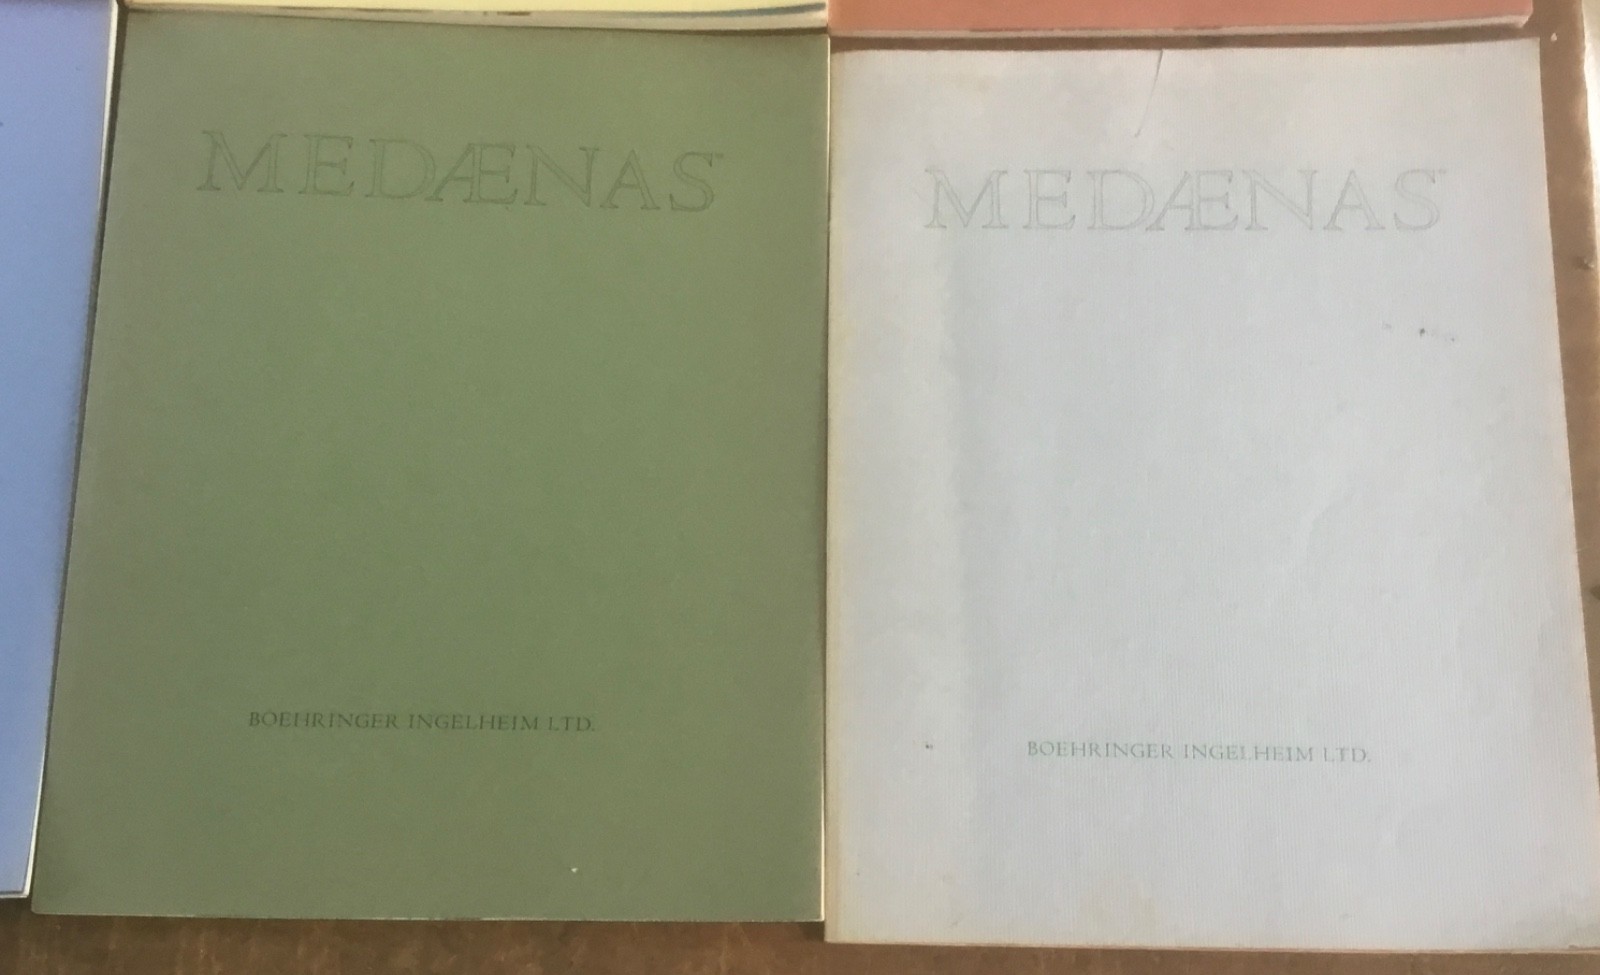 MEDÆNAS
BOEHRINGER INGELHEIM LTD.
MEDÆNAS
BOEHRINGER INGELHEIM LTD.